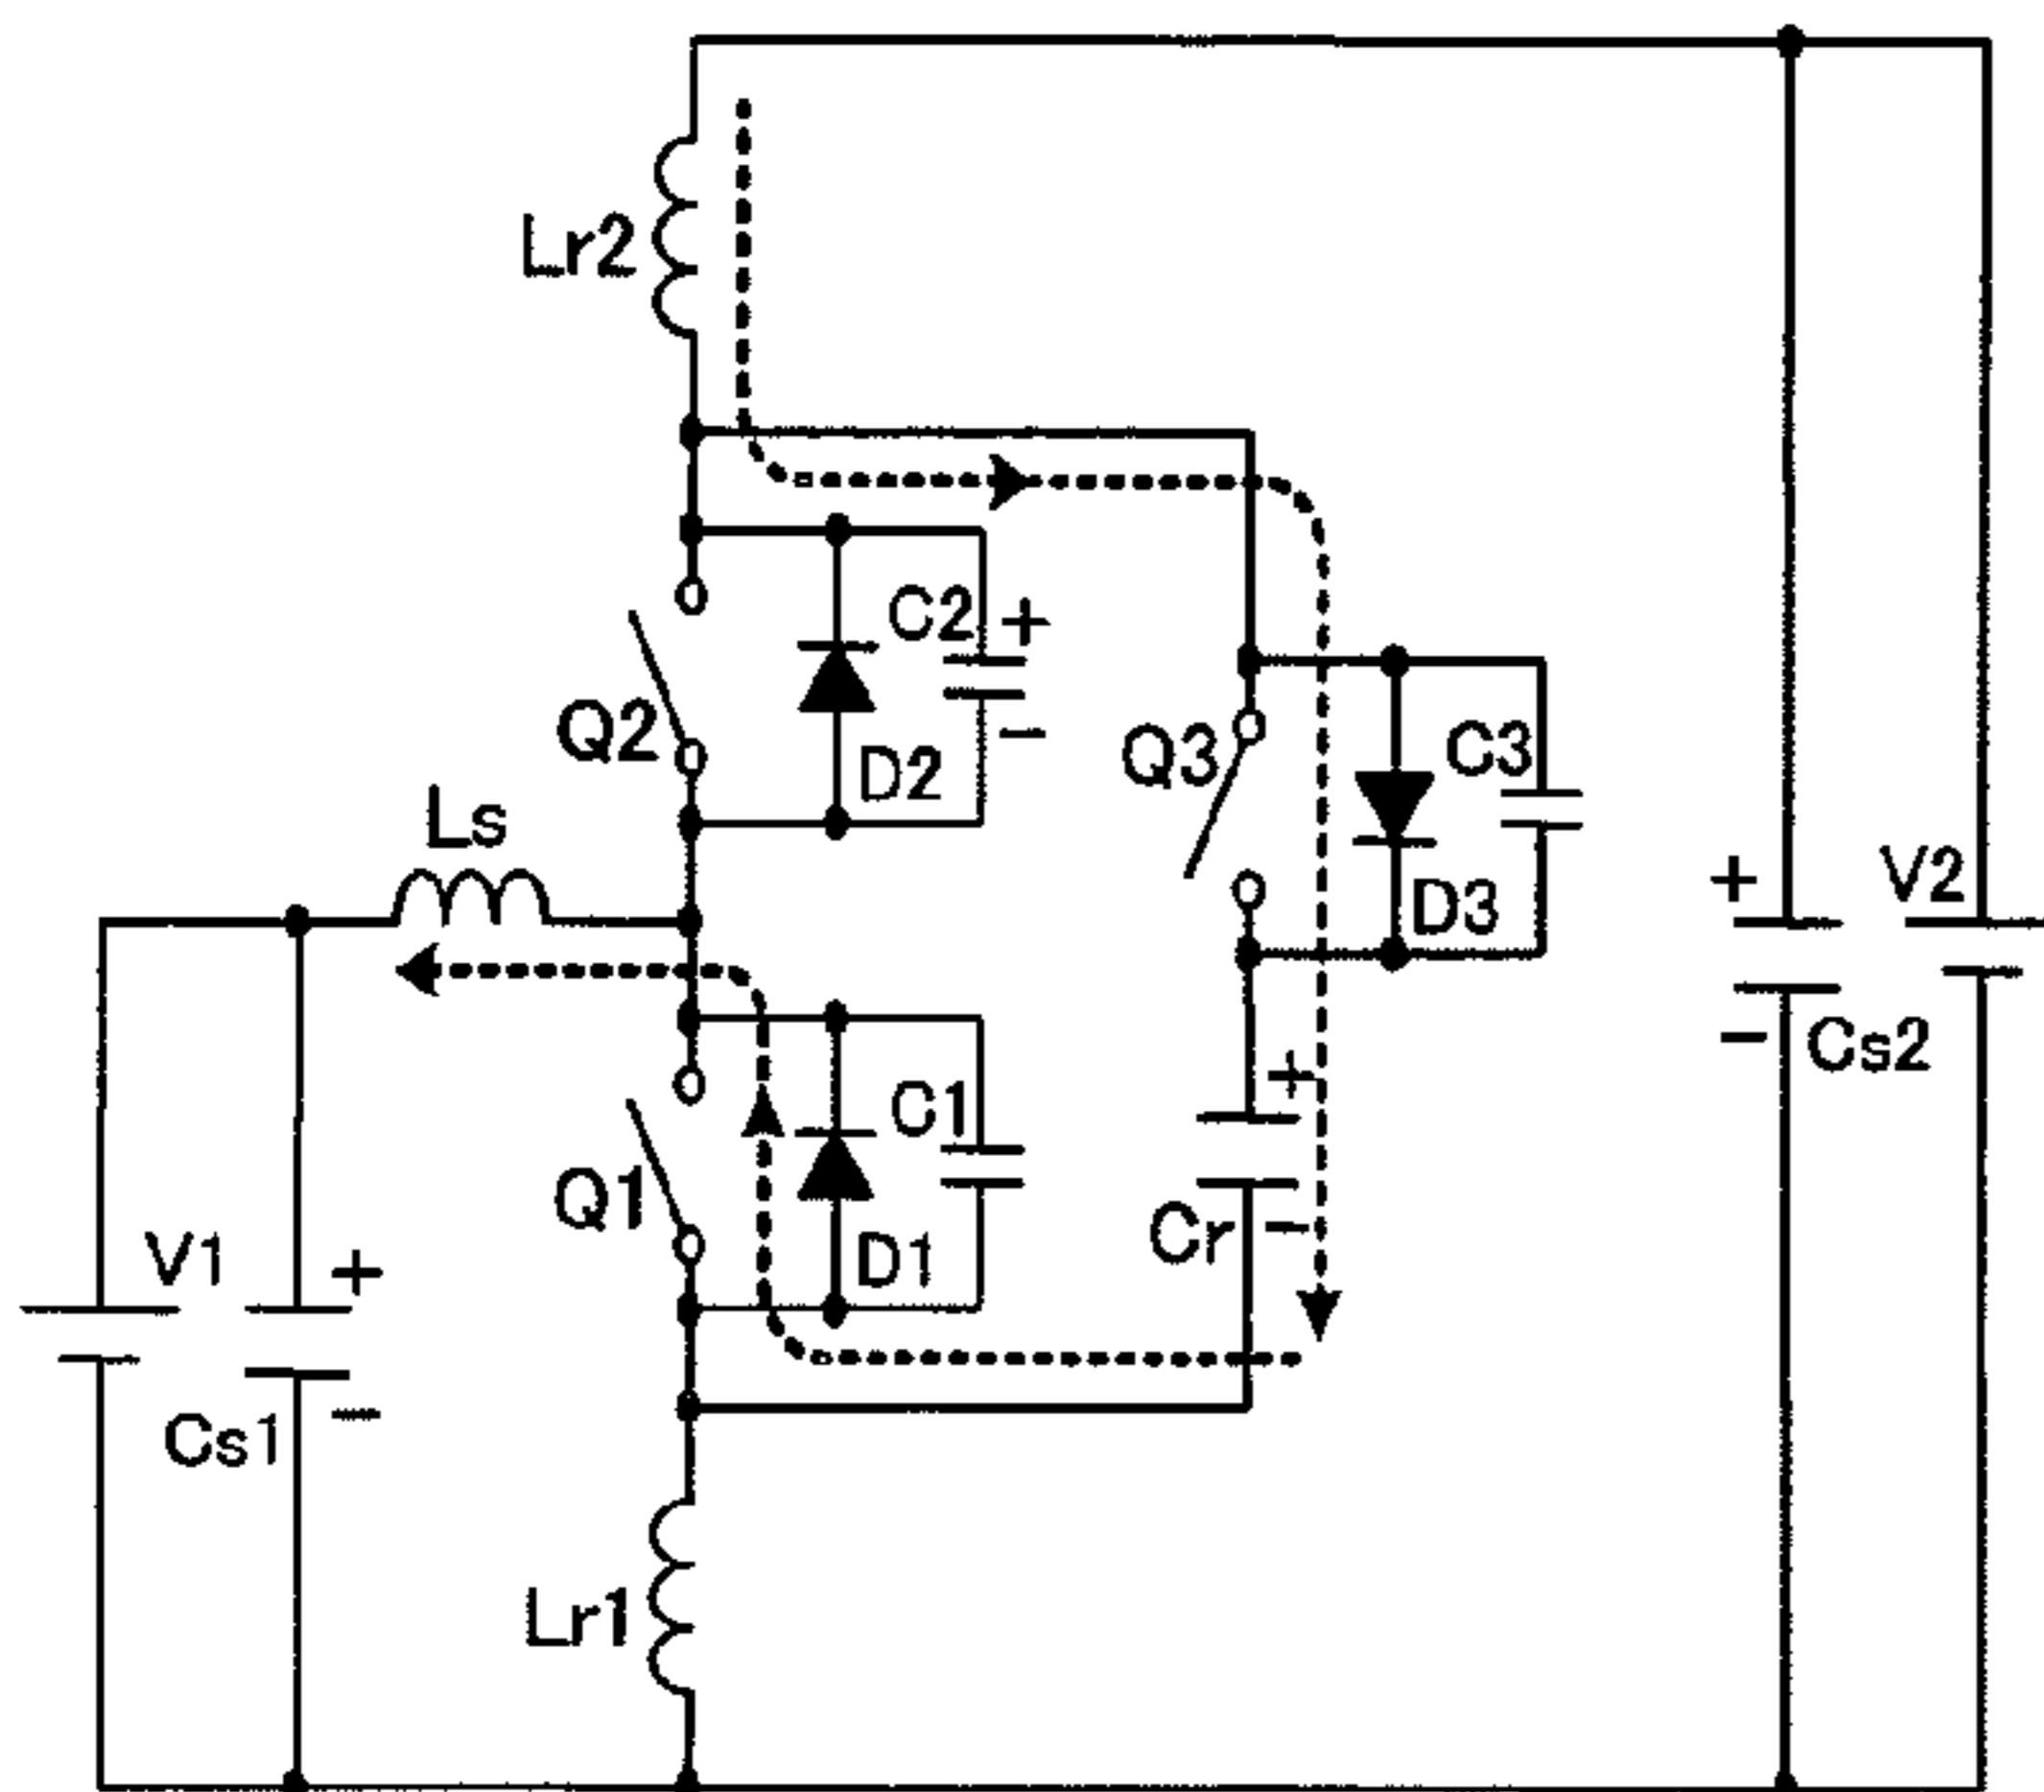 Lr2
C2
+
-
Q2
D2
Q3
C3
D3
Ls
+
-
V2
Cs2
C1
Q1
D1
+
Cr
-
V1
+
-
Cs1
Lr1